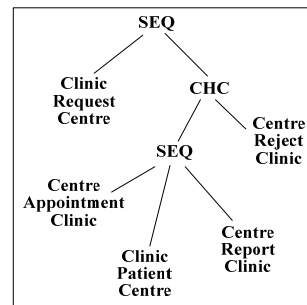 SEQ
Clinic
Request
Centre
CHC
Centre
Reject
Clinic
SEQ
Centre
Appointment
Clinic
Clinic
Patient
Centre
Centre
Report
Clinic